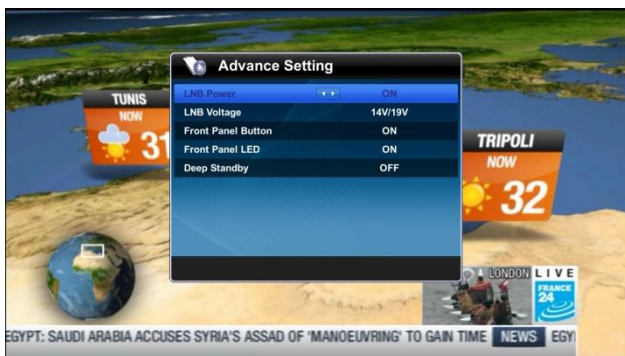 Advance Setting
LNB Power ON
LNB Voltage 14V/19V
Front Panel Button ON
Front Panel LED ON
Deep Standby OFF
TUNIS
NOW
31
TRIPOLI
NOW
32
LONDON LIVE
FRANCE
24
EGYPT: SAUDI ARABIA ACCUSES SYRIA'S ASSAD OF 'MANOEUVRING' TO GAIN TIME NEWS EGY